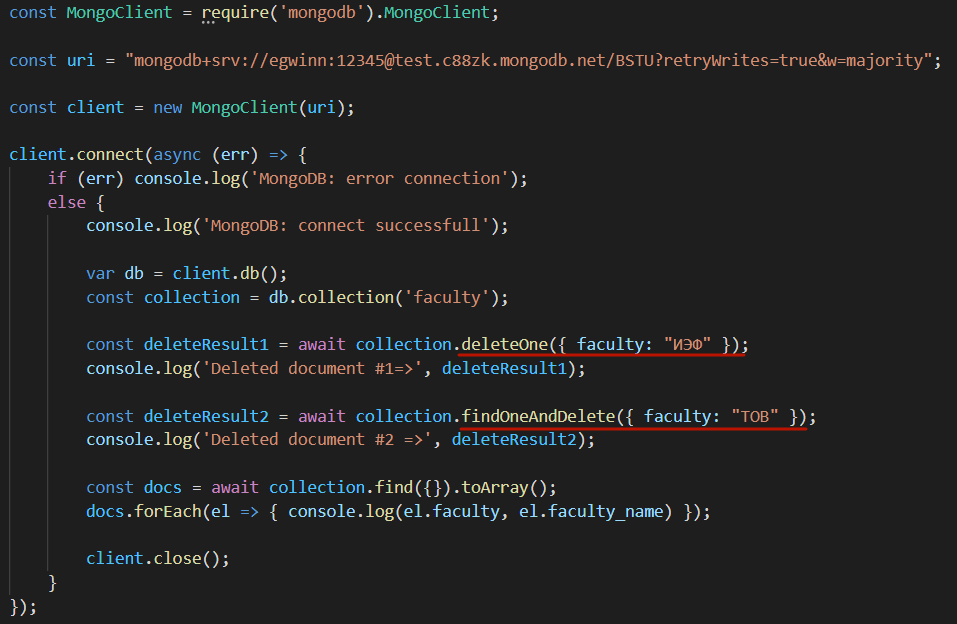 const MongoClient = require('mongodb').MongoClient;
const uri = "mongodb+srv://egwinn:12345@test.c88zk.mongodb.net/BSTU?retryWrites=true&w=majority";
const client = new MongoClient(uri);
client.connect(async (err) => {
    if (err) console.log('MongoDB: error connection');
    else {
        console.log('MongoDB: connect successfull');
        var db = client.db();
        const collection = db.collection('faculty');
        const deleteResult1 = await collection.deleteOne({ faculty: "ИЭФ" });
        console.log('Deleted document #1=>', deleteResult1);
        const deleteResult2 = await collection.findOneAndDelete({ faculty: "ТОВ" });
        console.log('Deleted document #2 =>', deleteResult2);
        const docs = await collection.find({}).toArray();
        docs.forEach(el => { console.log(el.faculty, el.faculty_name) });
        client.close();
    }
});